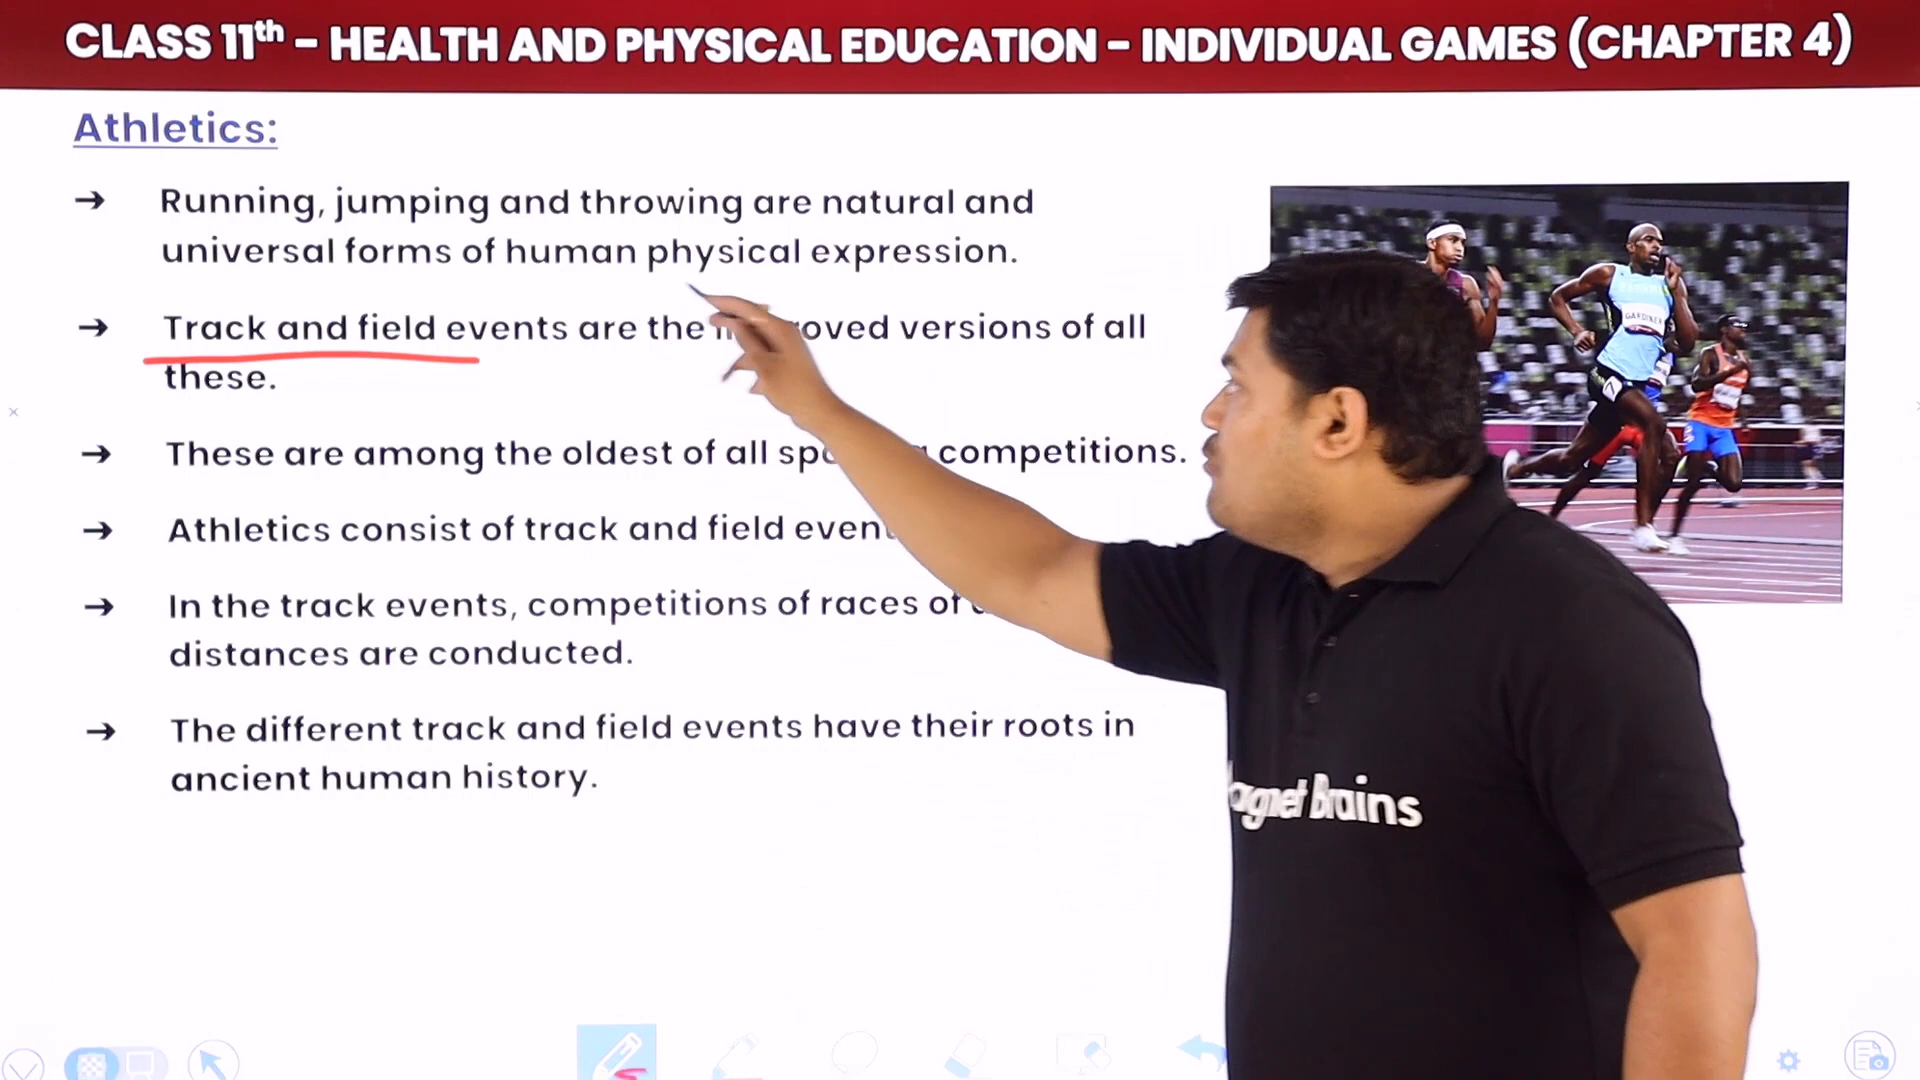 CLASS 11th – HEALTH AND PHYSICAL EDUCATION – INDIVIDUAL GAMES (CHAPTER 4)
Athletics:
→ Running, jumping and throwing are natural and
universal forms of human physical expression.
→ Track and field events are the versions of all
these.
→ These are among the oldest of all competitions.
→ Athletics consist of track and field
→ In the track events, competitions of races of
distances are conducted.
→ The different track and field events have their roots in
ancient human history.
GARDINER
7
Brains